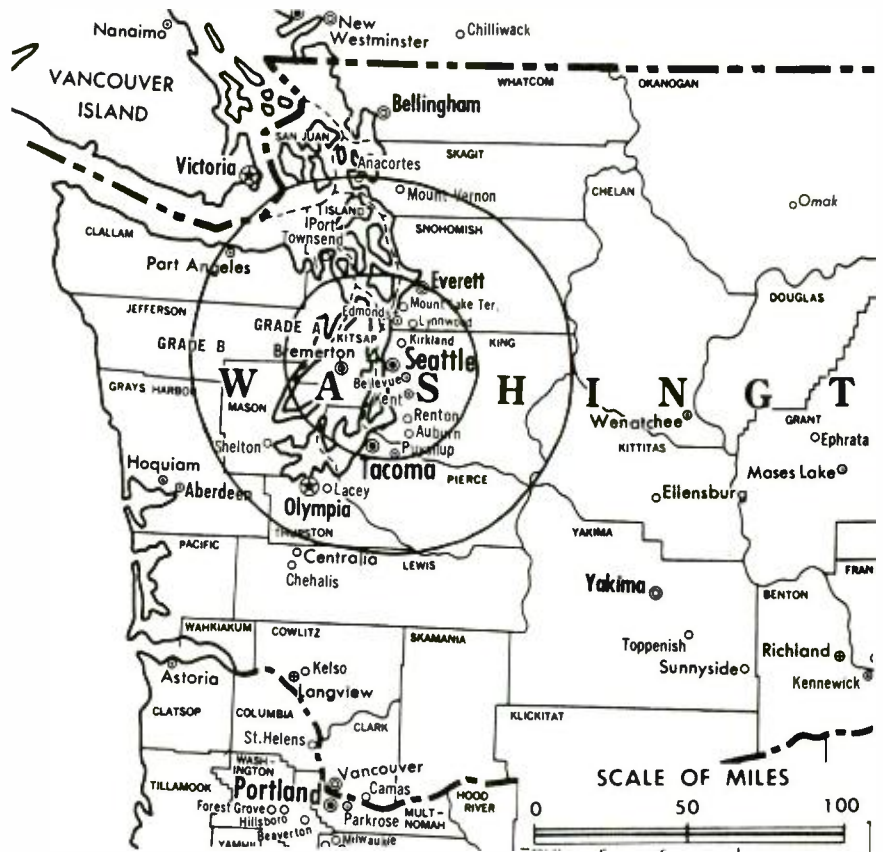 Nanaimo
New
Westminster
Chilliwack
VANCOUVER
ISLAND
WHATCOM
OKANOGAN
Bellingham
SAN JUAN
SKAGIT
Victoria
Anacortes
CHELAN
Mount Vernon
Omak
ISLAND
CLALLAM
Port
Townsend
SNOHOMISH
Port Angeles
Everett
DOUGLAS
JEFFERSON
Mount Lake Ter.
Edmond
GRADE A
Lynnwood
KITSAP
GRADE B
Kirkland
KING
Bremerton
Seattle
Bellevue
W A S H I N G T
GRAYS HARBOR
Kent
MASON
Renton
Wenatchee
GRANT
Auburn
Ephrata
Shelton
KITTITAS
Puyallup
Tacoma
Hoquiam
PIERCE
Moses Lake
Aberdeen
Lacey
Ellensburg
Olympia
THURSTON
YAKIMA
PACIFIC
Centralia
LEWIS
FRAN
Chehalis
Yakima
BENTON
WAHKIAKUM
COWLITZ
SKAMANIA
Toppenish
Richland
Astoria
Kelso
Sunnyside
Kennewick
Longview
CLATSOP
COLUMBIA
KLICKITAT
CLARK
St. Helens
WASH-
INGTON
Vancouver
SCALE OF MILES
TILLAMOOK
Portland
Camas
HOOD
RIVER
Forest Grove
Hillsboro
Parkrose
MULT-
NOMAH
0 50 100
Beaverton
YAMHILL
Milwaukie